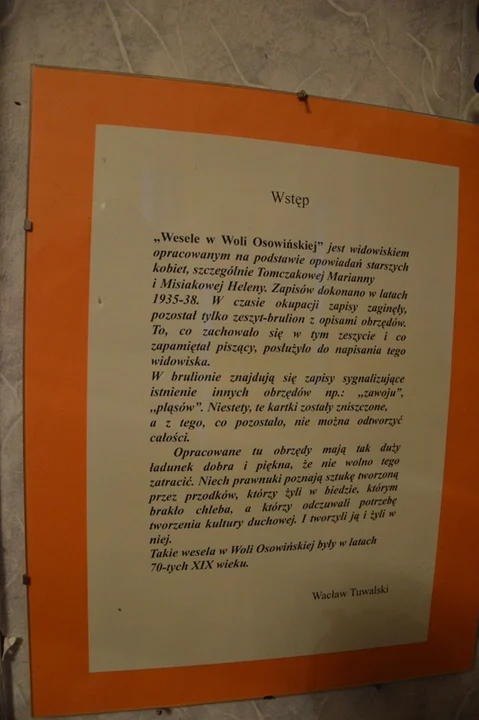 Wstęp
„Wesele w Woli Osowińskiej” jest widowiskiem
opracowanym na podstawie opowiadań starszych
kobiet, szczególnie Tomczakowej Marianny
i Misiakowej Heleny. Zapisów dokonano w latach
1935-38. W czasie okupacji zapisy zaginęły,
pozostał tylko zeszyt-brulion z opisami obrzędów.
To, co zachowało się w tym zeszycie i co
zapamiętał piszący, posłużyło do napisania tego
widowiska.
W brulionie znajdują się zapisy sygnalizujące
istnienie innych obrzędów np.: „zawoju”,
„pląsów”. Niestety, te kartki zostały zniszczone,
a z tego, co pozostało, nie można odtworzyć
całości.
Opracowane tu obrzędy mają tak duży
ładunek dobra i piękna, że nie wolno tego
zatracić. Niech prawnuki poznają sztukę tworzoną
przez przodków, którzy żyli w biedzie, którym
brakło chleba, a którzy odczuwali potrzebę
tworzenia kultury duchowej. I tworzyli ją i żyli w
niej.
Takie wesela w Woli Osowińskiej były w latach
70-tych XIX wieku.
Wacław Tuwalski